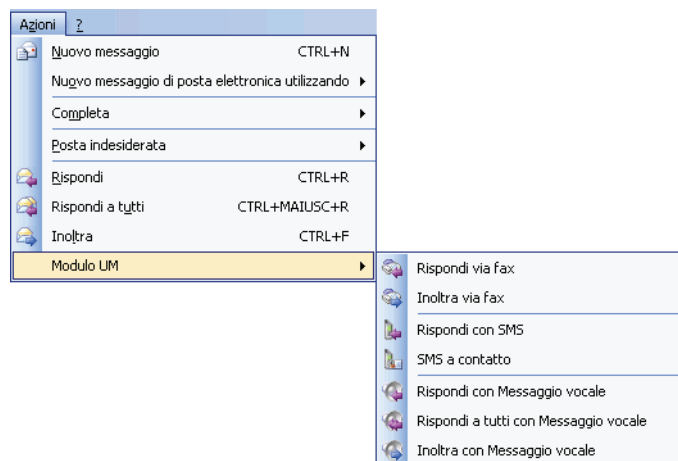 Azioni ?
Nuovo messaggio CTRL+N
Nuovo messaggio di posta elettronica utilizzando
Completa
Posta indesiderata
Rispondi CTRL+R
Rispondi a tutti CTRL+MAIUSC+R
Inoltra CTRL+F
Modulo UM
Rispondi via fax
Inoltra via fax
Rispondi con SMS
SMS a contatto
Rispondi con Messaggio vocale
Rispondi a tutti con Messaggio vocale
Inoltra con Messaggio vocale